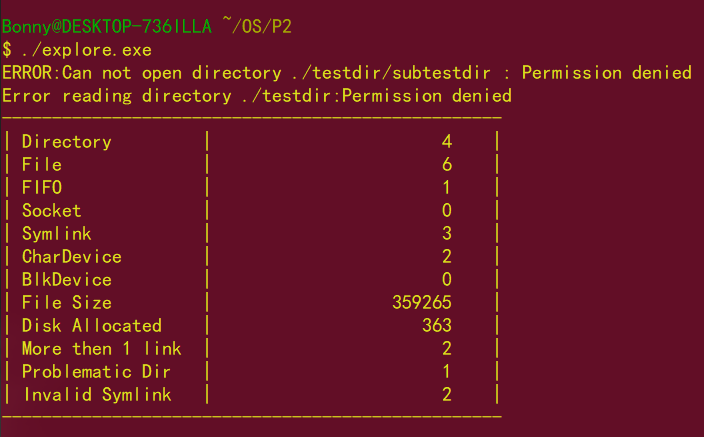 Bonny@DESKTOP-736ILLA ~/OS/P2
$ ./explore.exe
ERROR:Can not open directory ./testdir/subtestdir : Permission denied
Error reading directory ./testdir:Permission denied
--------------------------------------------------
| Directory | 4 |
| File | 6 |
| FIFO | 1 |
| Socket | 0 |
| Symlink | 3 |
| CharDevice | 2 |
| BlkDevice | 0 |
| File Size | 359265 |
| Disk Allocated | 363 |
| More then 1 link | 2 |
| Problematic Dir | 1 |
| Invalid Symlink | 2 |
--------------------------------------------------